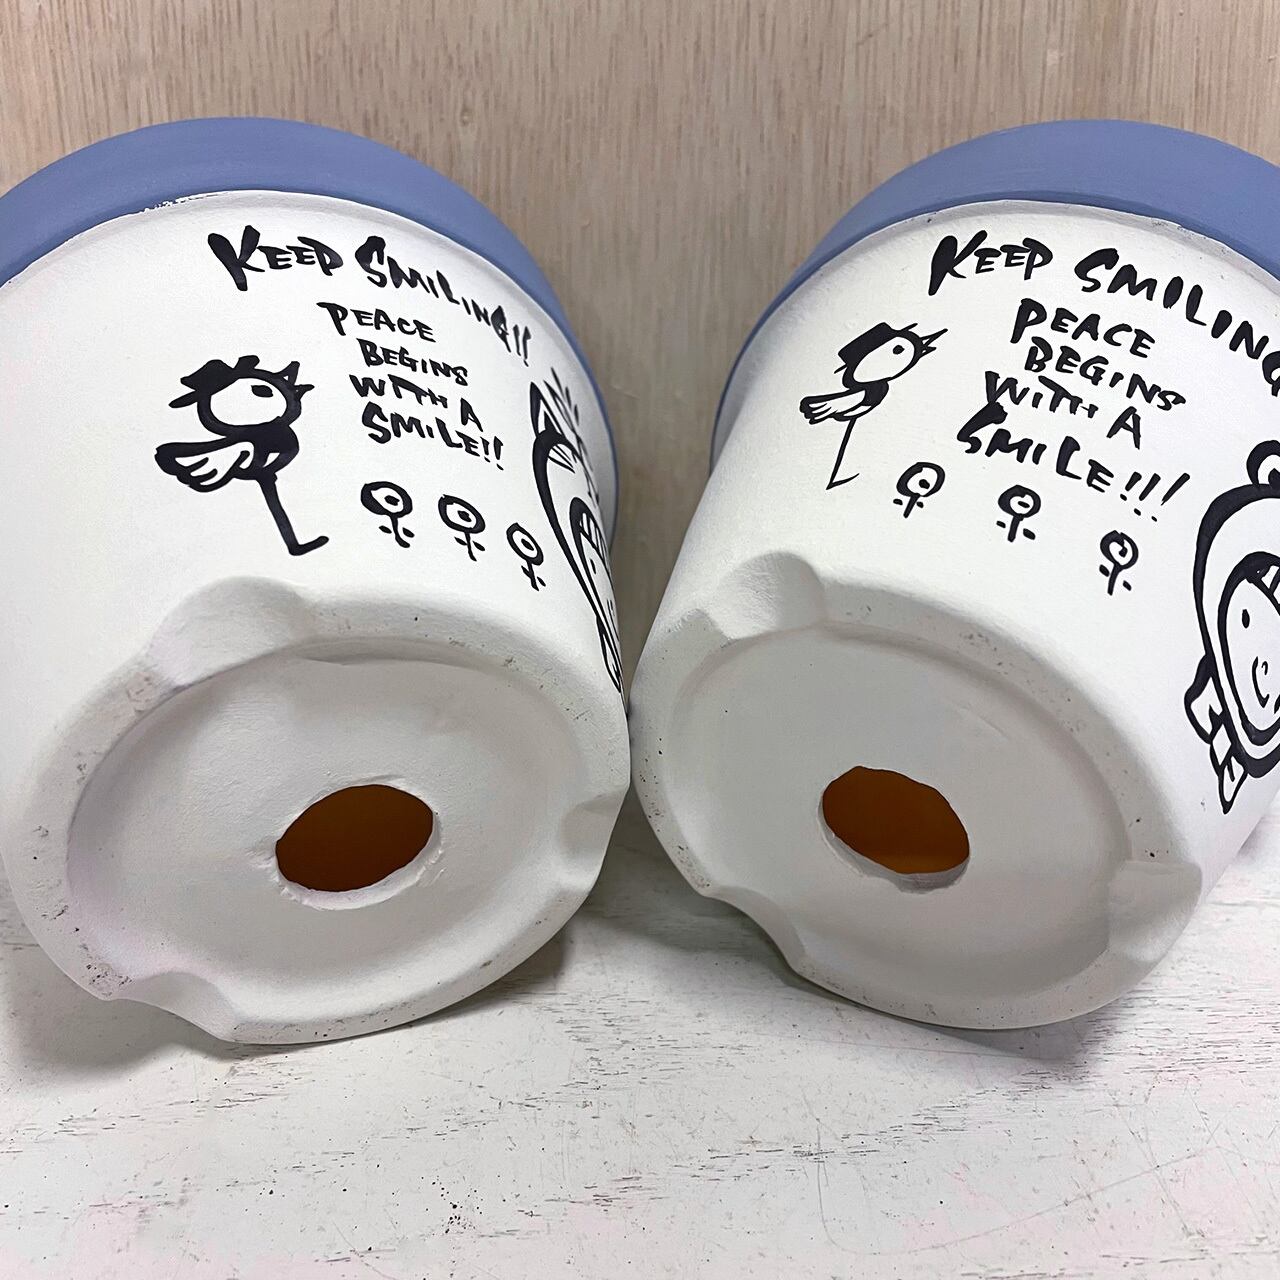 KEEP SMILING!!
PEACE
BEGINS
WITH A
SMILE!!
KEEP SMILING
PEACE
BEGINS
WITH A
SMILE!!!